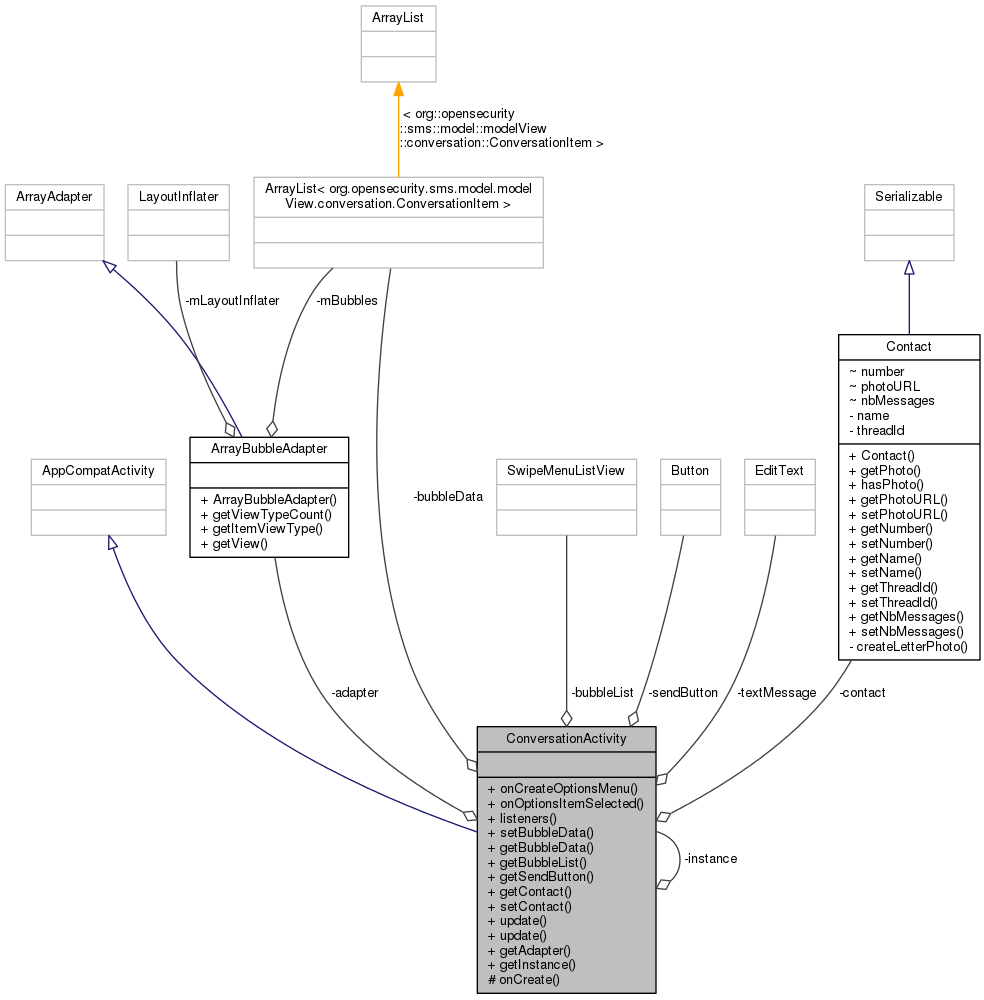 ArrayList
< org::opensecurity
::sms::model::modelView
::conversation::ConversationItem >
ArrayAdapter
LayoutInflater
ArrayList< org.opensecurity.sms.model.model
View.conversation.ConversationItem >
Serializable
-mLayoutInflater
-mBubbles
Contact
~ number
~ photoURL
~ nbMessages
- name
- threadId
+ Contact()
+ getPhoto()
+ hasPhoto()
+ getPhotoURL()
+ setPhotoURL()
+ getNumber()
+ setNumber()
+ getName()
+ setName()
+ getThreadId()
+ setThreadId()
+ getNbMessages()
+ setNbMessages()
- createLetterPhoto()
ArrayBubbleAdapter
+ ArrayBubbleAdapter()
+ getViewTypeCount()
+ getItemViewType()
+ getView()
AppCompatActivity
SwipeMenuListView
Button
EditText
-bubbleData
-adapter
-bubbleList
-sendButton
-textMessage
-contact
ConversationActivity
+ onCreateOptionsMenu()
+ onOptionsItemSelected()
+ listeners()
+ setBubbleData()
+ getBubbleData()
+ getBubbleList()
+ getSendButton()
+ getContact()
+ setContact()
+ update()
+ update()
+ getAdapter()
+ getInstance()
# onCreate()
-instance